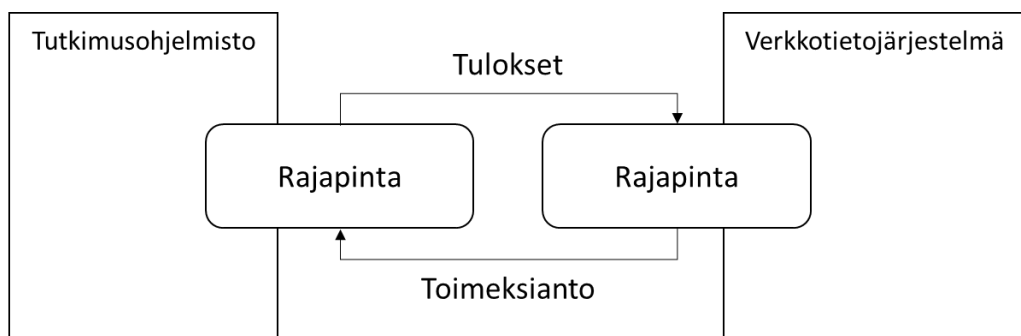 Tutkimusohjelmisto
Verkkotietojärjestelmä
Tulokset
Rajapinta
Rajapinta
Toimeksianto